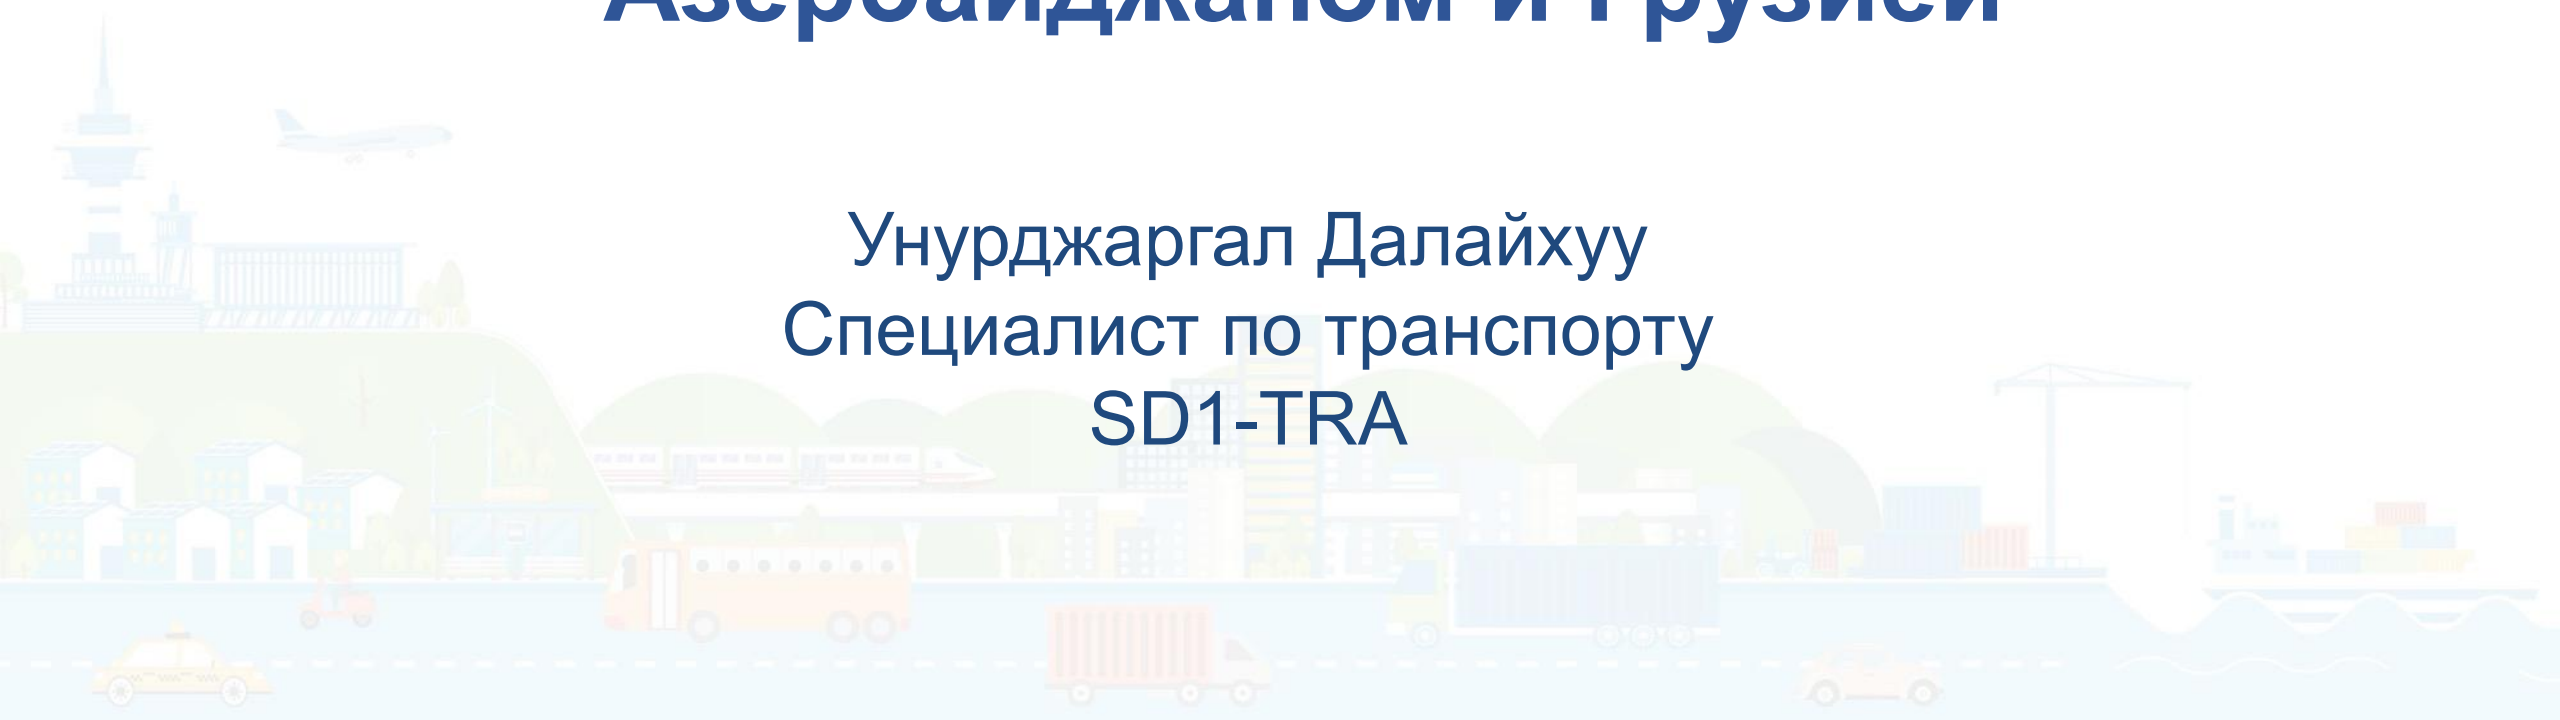 Азербайджаном и Грузией
Унурджаргал Далайхуу
Специалист по транспорту
SD1-TRA